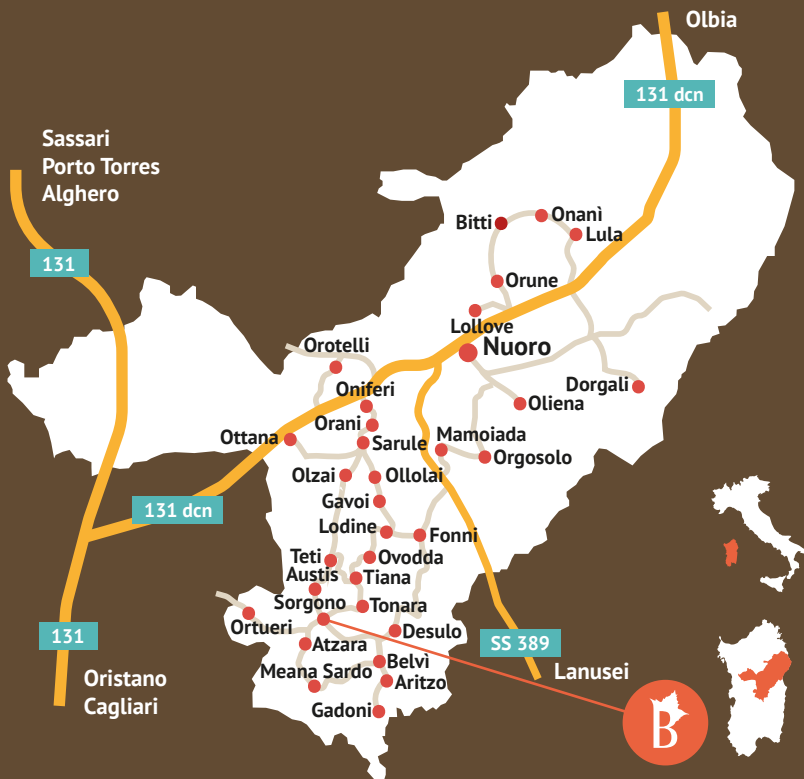 Olbia
131 dcn
Sassari
Porto Torres
Alghero
131
Bitti
Onanì
Lula
Orune
Lollove
Nuoro
Orotelli
Oniferi
Dorgali
Oliena
Orani
Ottana
Sarule
Mamoiada
Orgosolo
Olzai
Ollolai
Gavoi
131 dcn
Lodine
Fonni
Teti
Ovodda
Austis
Tiana
Sorgono
Tonara
Ortueri
Desulo
131
Atzara
SS 389
Belvì
Meana Sardo
Lanusei
Aritzo
Oristano
Cagliari
Gadoni
B